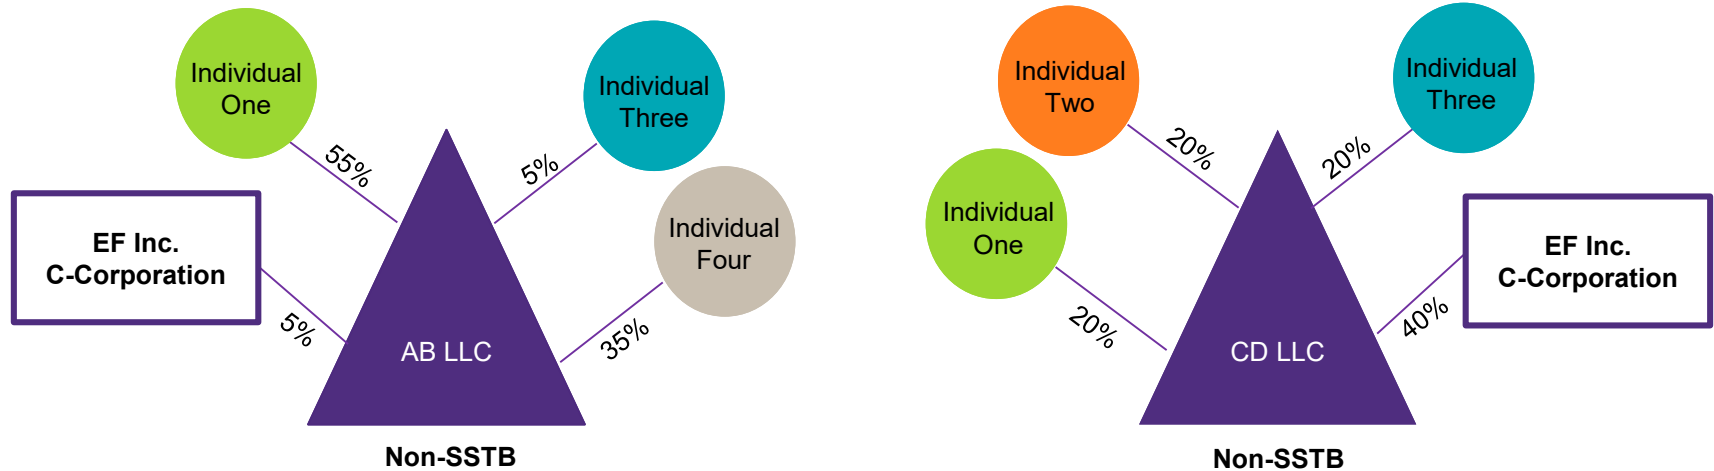 Individual
One
Individual
Three
55%
5%
EF Inc.
C-Corporation
Individual
Four
5%
35%
AB LLC
Non-SSTB
Individual
Two
Individual
Three
20%
20%
Individual
One
EF Inc.
C-Corporation
20%
40%
CD LLC
Non-SSTB